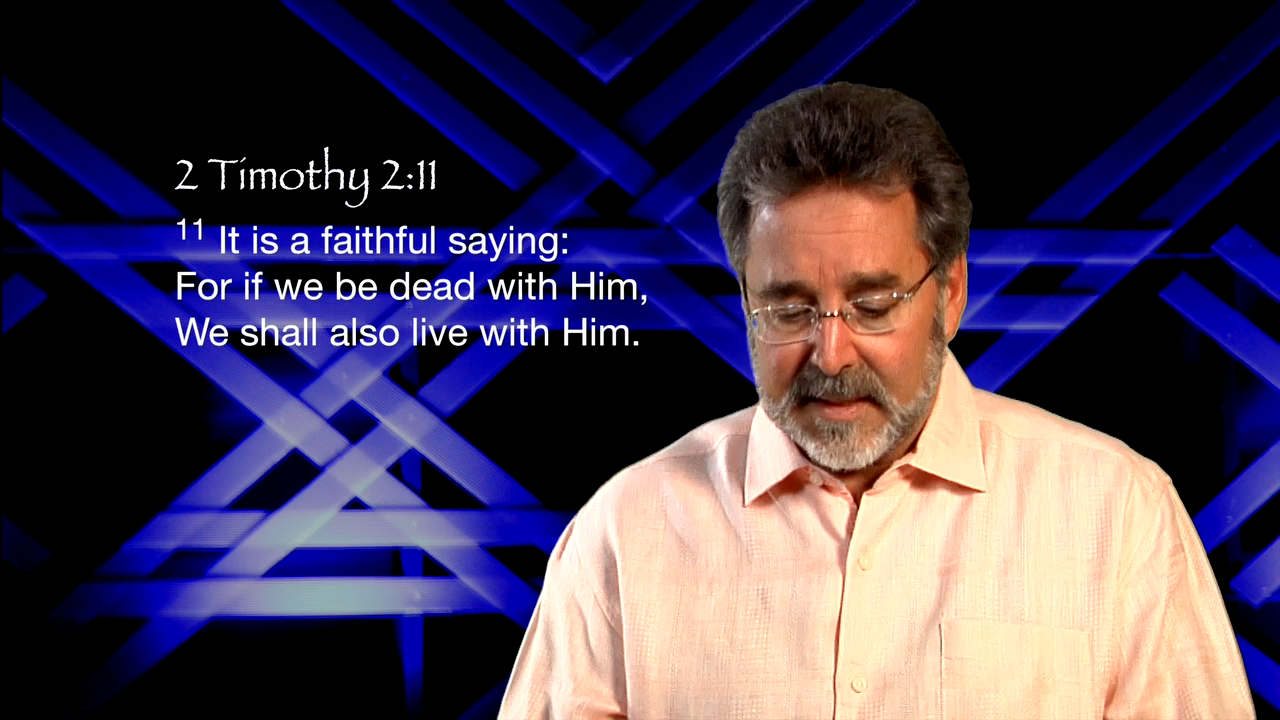 2 Timothy 2:11
11 It is a faithful saying:
For if we be dead with Him,
We shall also live with Him.